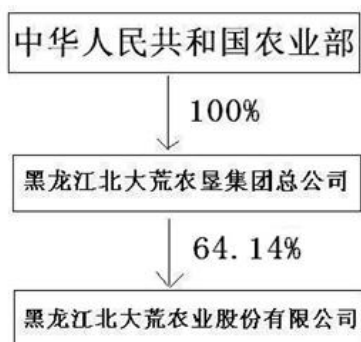 中华人民共和国农业部
100%
黑龙江北大荒农垦集团总公司
64.14%
黑龙江北大荒农业股份有限公司